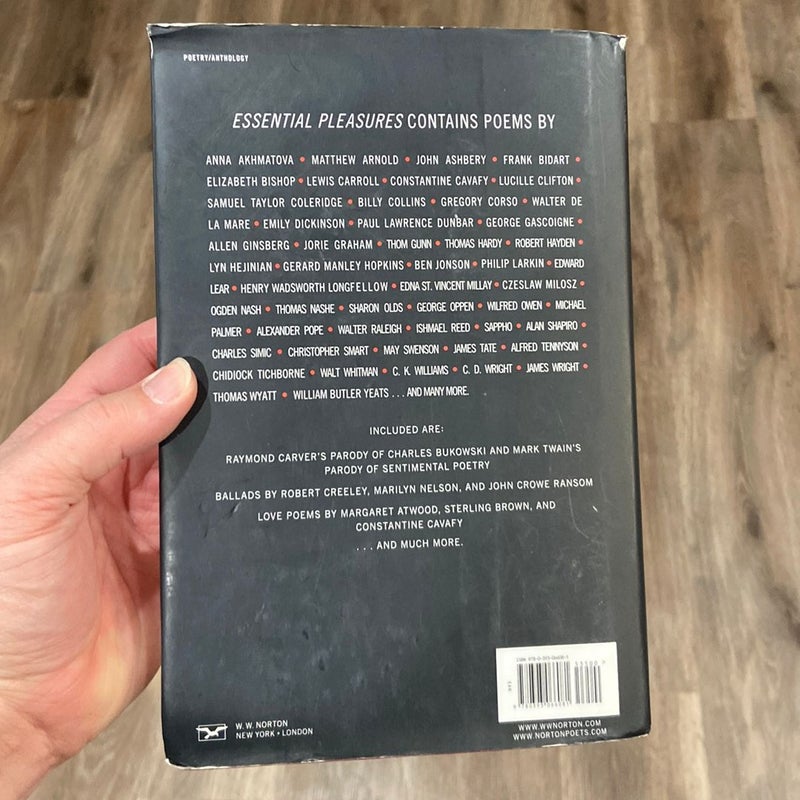 POETRY/ANTHOLOGY
ESSENTIAL PLEASURES CONTAINS POEMS BY
ANNA AKHMATOVA • MATTHEW ARNOLD • JOHN ASHBERY • FRANK BIDART •
ELIZABETH BISHOP • LEWIS CARROLL • CONSTANTINE CAVAFY • LUCILLE CLIFTON •
SAMUEL TAYLOR COLERIDGE • BILLY COLLINS • GREGORY CORSO • WALTER DE
LA MARE • EMILY DICKINSON • PAUL LAWRENCE DUNBAR • GEORGE GASCOIGNE •
ALLEN GINSBERG • JORIE GRAHAM • THOM GUNN • THOMAS HARDY • ROBERT HAYDEN •
LYN HEJINIAN • GERARD MANLEY HOPKINS • BEN JONSON • PHILIP LARKIN • EDWARD
LEAR • HENRY WADSWORTH LONGFELLOW • EDNA ST. VINCENT MILLAY • CZESLAW MILOSZ •
OGDEN NASH • THOMAS NASHE • SHARON OLDS • GEORGE OPPEN • WILFRED OWEN • MICHAEL
PALMER • ALEXANDER POPE • WALTER RALEIGH • ISHMAEL REED • SAPPHO • ALAN SHAPIRO •
CHARLES SIMIC • CHRISTOPHER SMART • MAY SWENSON • JAMES TATE • ALFRED TENNYSON •
CHIDIOCK TICHBORNE • WALT WHITMAN • C. K. WILLIAMS • C. D. WRIGHT • JAMES WRIGHT •
THOMAS WYATT • WILLIAM BUTLER YEATS . . . AND MANY MORE.
INCLUDED ARE:
RAYMOND CARVER'S PARODY OF CHARLES BUKOWSKI AND MARK TWAIN'S
PARODY OF SENTIMENTAL POETRY
BALLADS BY ROBERT CREELEY, MARILYN NELSON, AND JOHN CROWE RANSOM
LOVE POEMS BY MARGARET ATWOOD, STERLING BROWN, AND
CONSTANTINE CAVAFY
. . . AND MUCH MORE.
W. W. NORTON
NEW YORK • LONDON
WWW.WWNORTON.COM
WWW.NORTONPOETS.COM